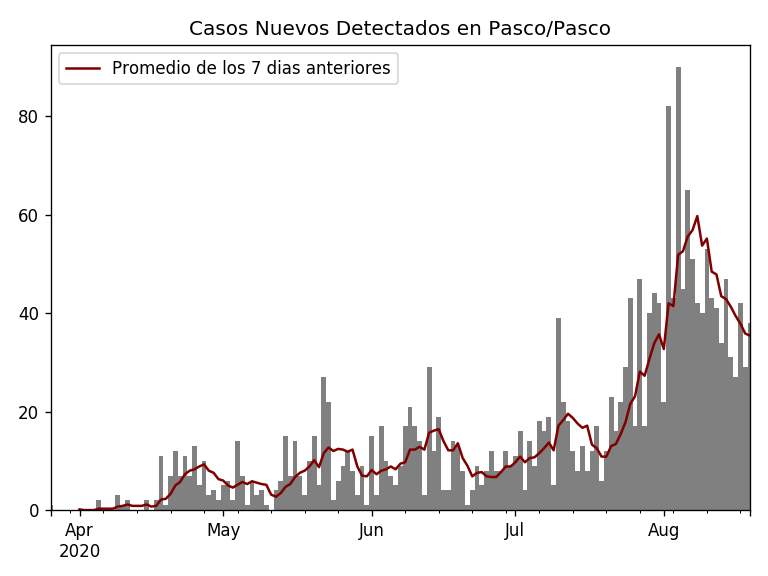 Casos Nuevos Detectados en Pasco/Pasco
Promedio de los 7 dias anteriores
80
60
40
20
0
Apr May Jun Jul Aug
2020